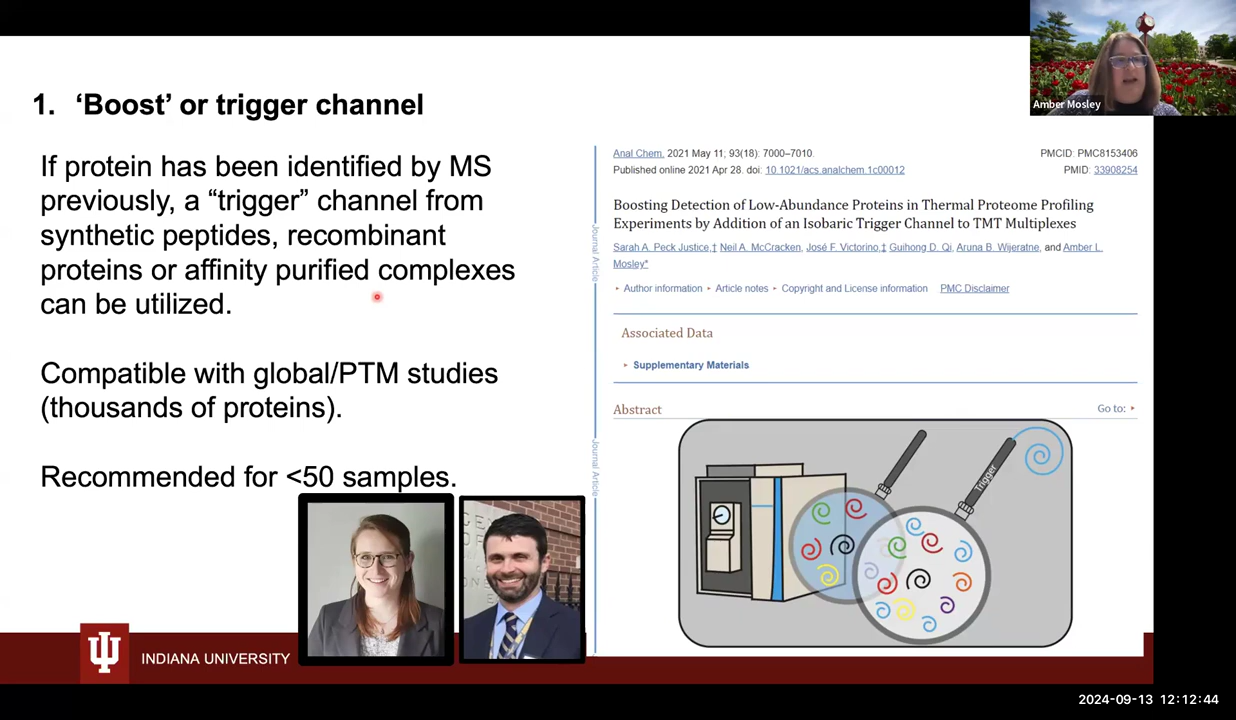 Amber Mosley
1. ‘Boost’ or trigger channel
If protein has been identified by MS
previously, a “trigger” channel from
synthetic peptides, recombinant
proteins or affinity purified complexes
can be utilized.
Compatible with global/PTM studies
(thousands of proteins).
Recommended for <50 samples.
Journal Article
Journal Article
Anal Chem. 2021 May 11; 93(18): 7000–7010.
PMCID: PMC8153406
Published online 2021 Apr 28. doi: 10.1021/acs.analchem.1c00012
PMID: 33908254
Boosting Detection of Low-Abundance Proteins in Thermal Proteome Profiling
Experiments by Addition of an Isobaric Trigger Channel to TMT Multiplexes
Sarah A. Peck Justice,‡ Neil A. McCracken, José F. Victorino,‡ Guihong D. Qi, Aruna B. Wijeratne, and Amber L.
Mosley*
Author information
Article notes
Copyright and License information
PMC Disclaimer
Associated Data
Supplementary Materials
Abstract
Go to:
Trigger
INDIANA UNIVERSITY
2024-09-13 12:12:44